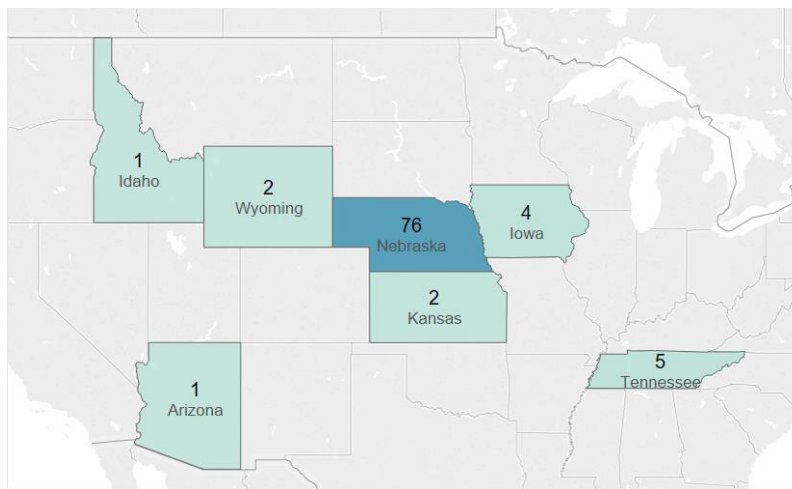 1
Idaho
2
Wyoming
76
Nebraska
4
Iowa
2
Kansas
1
Arizona
5
Tennessee